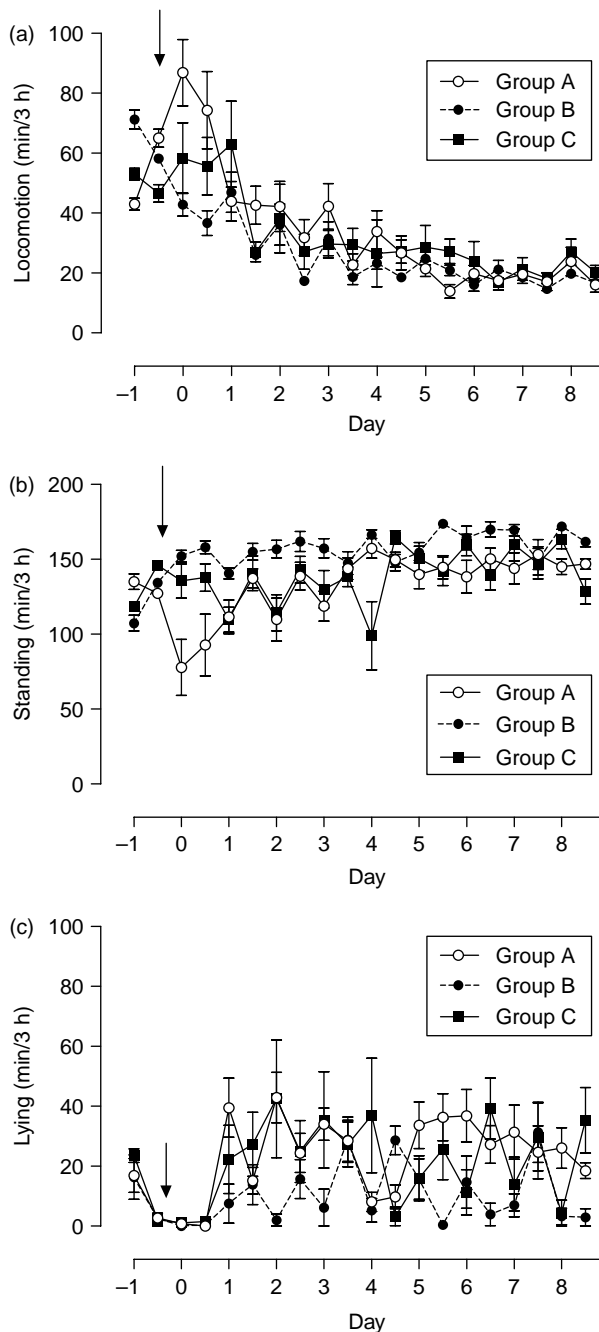 (a)
Locomotion (min/3 h)
100
80
60
40
20
0
Group A
Group B
Group C
–1 0 1 2 3 4 5 6 7 8
Day
(b)
Standing (min/3 h)
200
150
100
50
0
Group A
Group B
Group C
–1 0 1 2 3 4 5 6 7 8
Day
(c)
Lying (min/3 h)
100
80
60
40
20
0
Group A
Group B
Group C
–1 0 1 2 3 4 5 6 7 8
Day